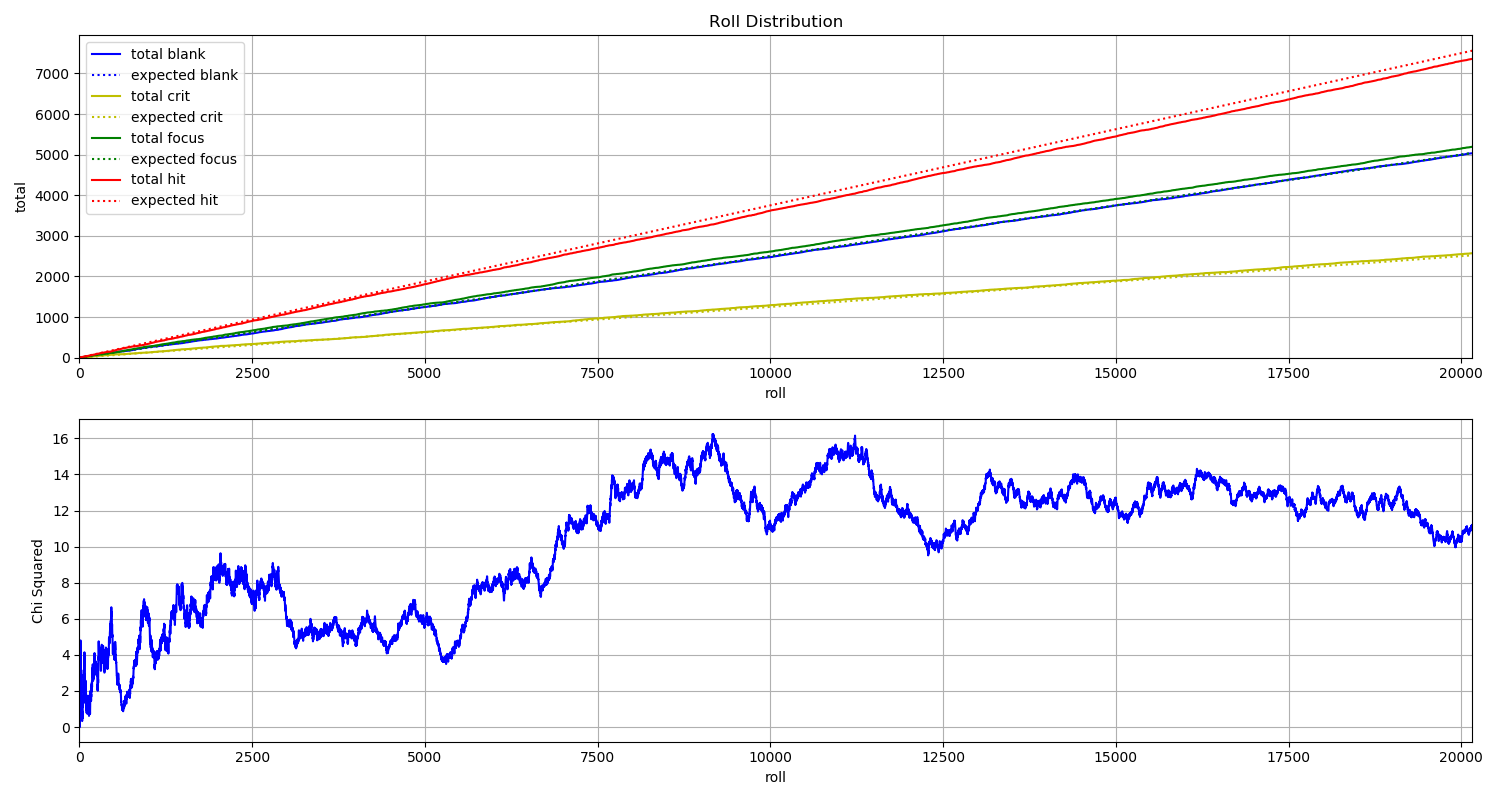 Roll Distribution
total blank
expected blank
total crit
expected crit
total focus
expected focus
total hit
expected hit
7000
6000
5000
4000
3000
2000
1000
0
total
0 2500 5000 7500 10000 12500 15000 17500 20000
roll
16
14
12
10
8
6
4
2
0
Chi Squared
0 2500 5000 7500 10000 12500 15000 17500 20000
roll